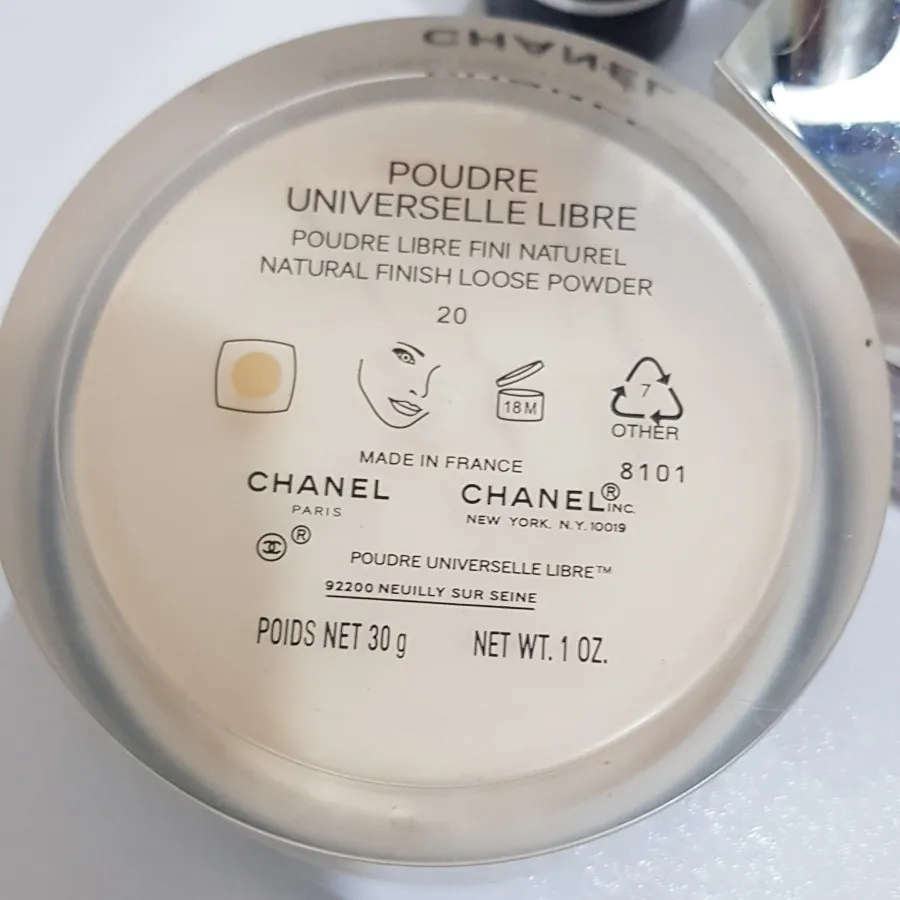 CHANEL
POUDRE
UNIVERSELLE LIBRE
POUDRE LIBRE FINI NATUREL
NATURAL FINISH LOOSE POWDER
20
18M
7
OTHER
MADE IN FRANCE
8101
CHANEL
PARIS
CHANEL® INC.
NEW YORK, N.Y. 10019
®
POUDRE UNIVERSELLE LIBRE™
92200 NEUILLY SUR SEINE
POIDS NET 30 g
NET WT. 1 OZ.